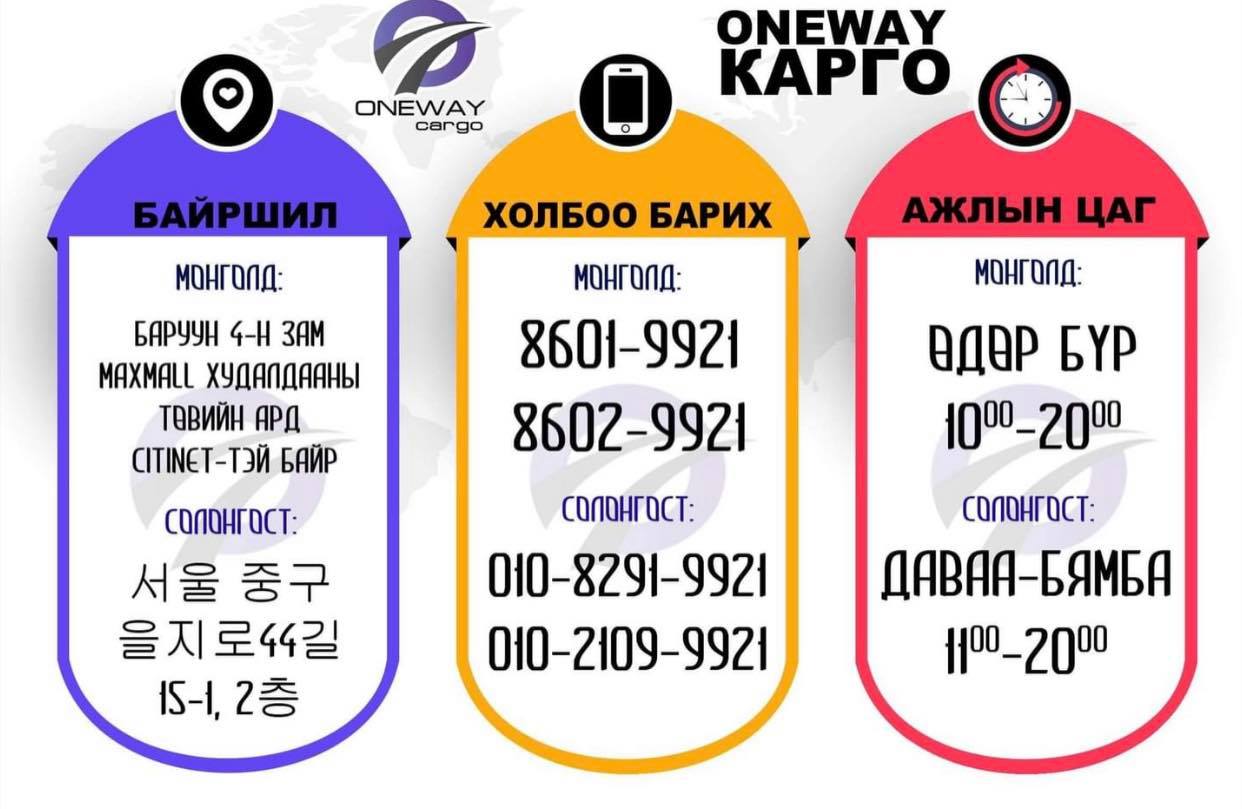 ONEWAY
cargo
ONEWAY
КАРГО
БАЙРШИЛ
МОНГОЛД:
БАРУУН 4-Н ЗАМ
MAXMALL ХУДАЛДААНЫ
ТӨВИЙН АРД
CITINET-ТЭЙ БАЙР
СОЛОНГОСТ:
서울 중구
을지로44길
15-1, 2층
ХОЛБОО БАРИХ
МОНГОЛД:
8601-9921
8602-9921
СОЛОНГОСТ:
010-8291-9921
010-2109-9921
АЖЛЫН ЦАГ
МОНГОЛД:
ӨДӨР БҮР
10⁰⁰-20⁰⁰
СОЛОНГОСТ:
ДАВАА-БЯМБА
11⁰⁰-20⁰⁰